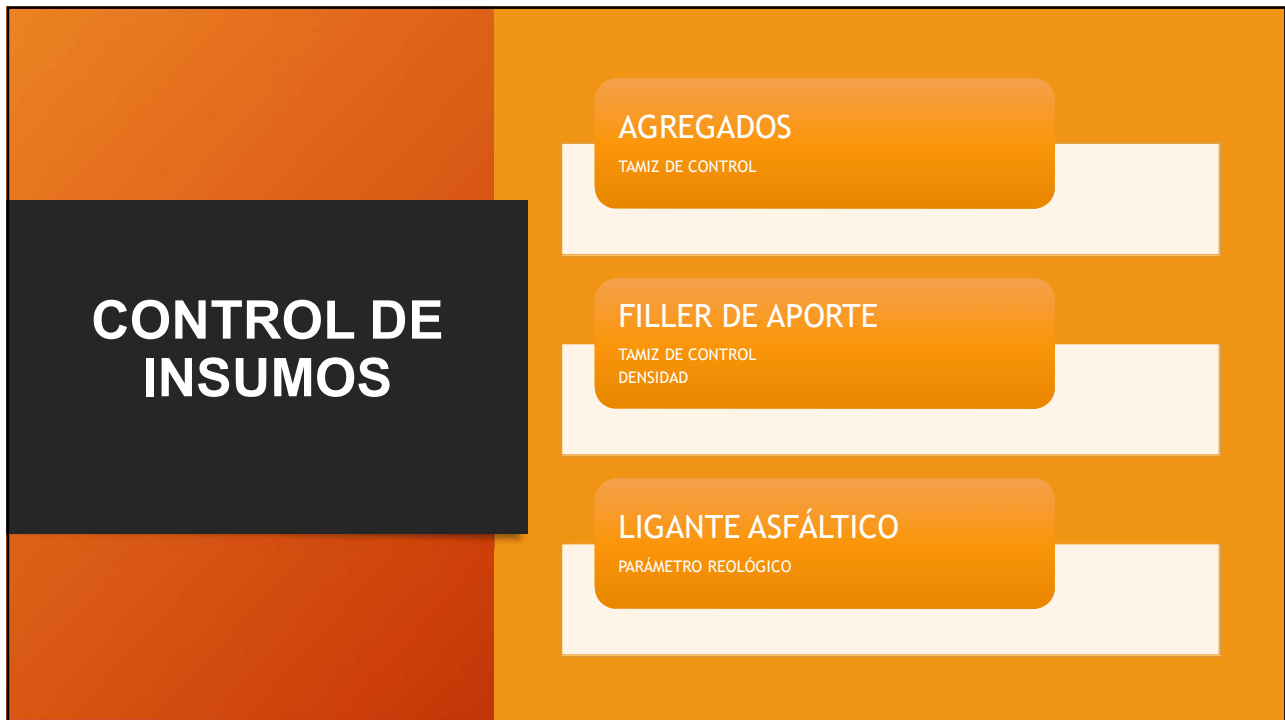 CONTROL DE
INSUMOS
AGREGADOS
TAMIZ DE CONTROL
FILLER DE APORTE
TAMIZ DE CONTROL
DENSIDAD
LIGANTE ASFÁLTICO
PARÁMETRO REOLÓGICO